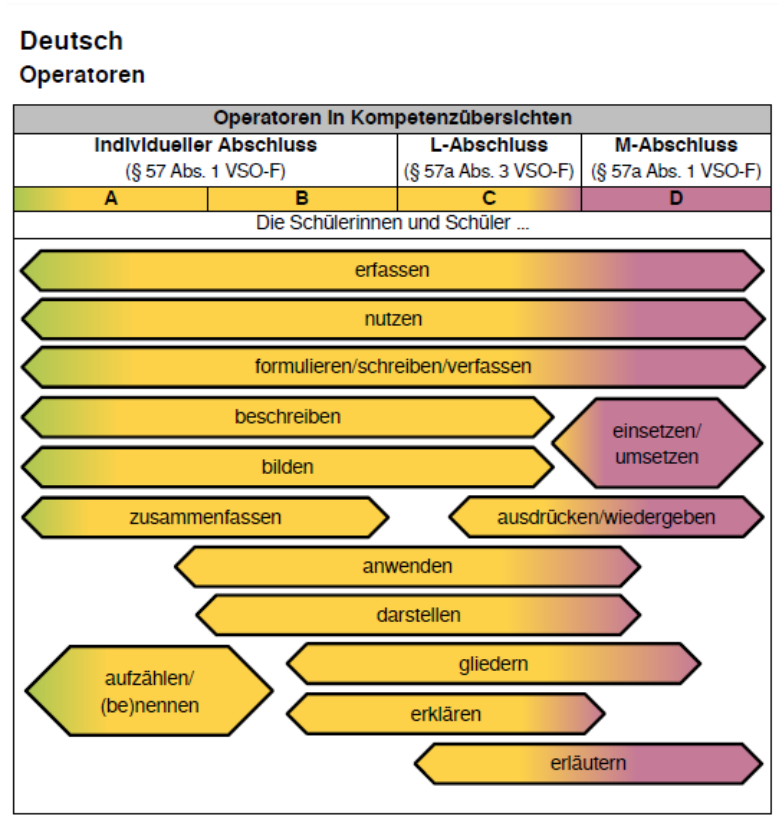 Deutsch
Operatoren
Operatoren in Kompetenzübersichten
Individueller Abschluss
(§ 57 Abs. 1 VSO-F)
L-Abschluss
(§ 57a Abs. 3 VSO-F)
M-Abschluss
(§ 57a Abs. 1 VSO-F)
A
B
C
D
Die Schülerinnen und Schüler ...
erfassen
nutzen
formulieren/schreiben/verfassen
beschreiben
einsetzen/
umsetzen
bilden
zusammenfassen
ausdrücken/wiedergeben
anwenden
darstellen
aufzählen/
(be)nennen
gliedern
erklären
erläutern